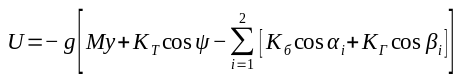 U = − g [ My + K_T cos ψ − ∑_{i=1}^{2} [ K_б cos α_i + K_Г cos β_i ] ]